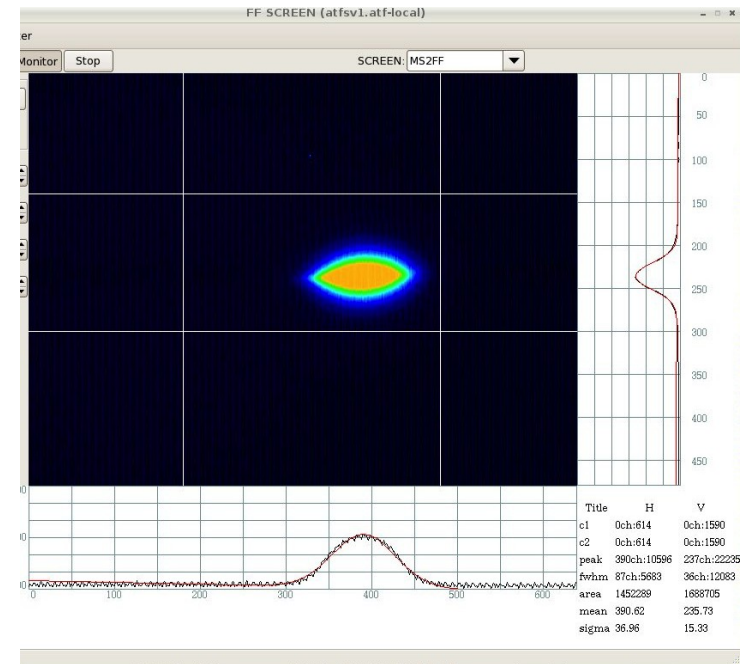 FF SCREEN (atfsv1.atf-local)
er
Monitor Stop SCREEN: MS2FF
0
50
100
150
200
250
300
350
400
450
0 100 200 300 400 500 600
Title H V
c1 0ch:614 0ch:1590
c2 0ch:614 0ch:1590
peak 390ch:10596 237ch:22235
fwhm 87ch:5683 36ch:12083
area 1452289 1688705
mean 390.62 235.73
sigma 36.96 15.33